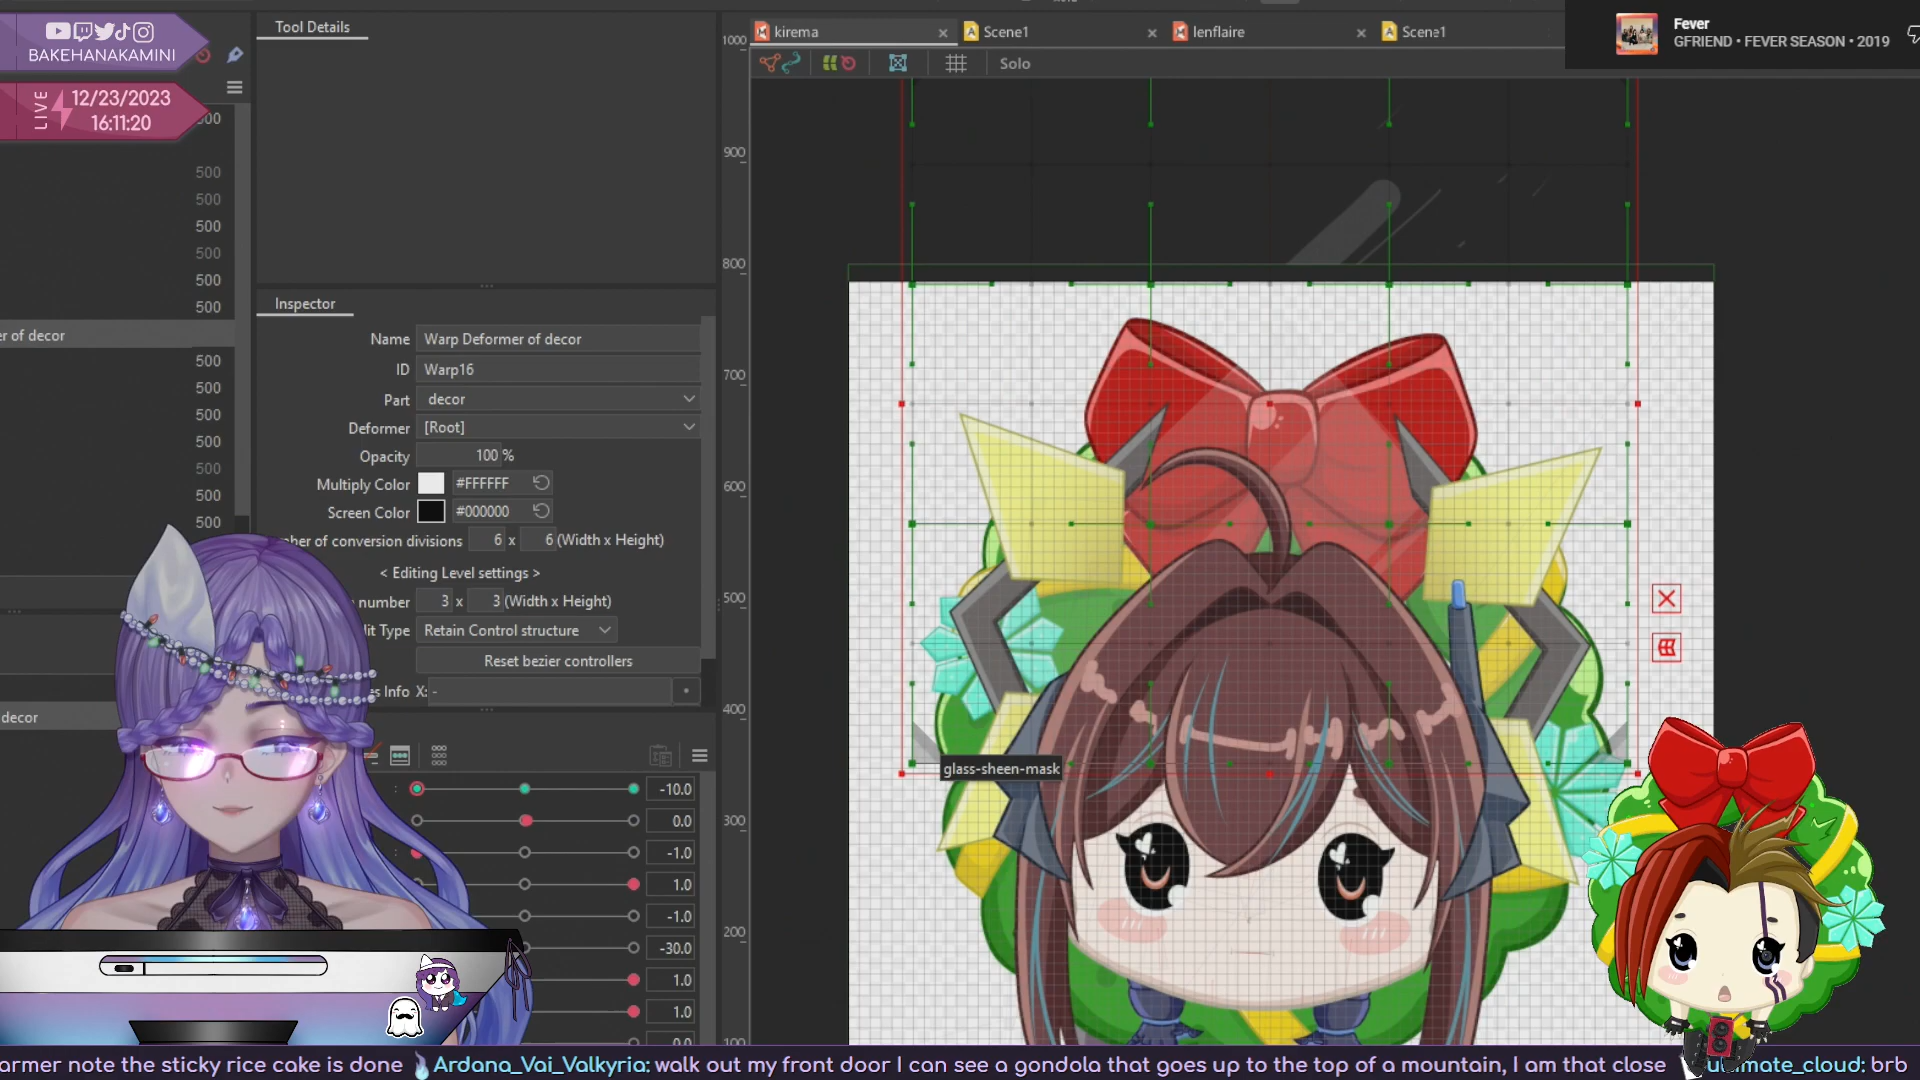 BAKEHANAKAMINI
LIVE
12/23/2023
16:11:20
Tool Details
kirema
Scene1
lenflaire
Scene1
Solo
Fever
GFRIEND • FEVER SEASON • 2019
1000
900
800
700
600
500
400
300
200
100
500
500
500
500
500
500
500
er of decor
500
500
500
500
500
500
500
decor
Inspector
Name Warp Deformer of decor
ID Warp16
Part decor
Deformer [Root]
Opacity 100 %
Multiply Color #FFFFFF
Screen Color #000000
of conversion divisions 6 x 6 (Width x Height)
< Editing Level settings >
number 3 x 3 (Width x Height)
Type Retain Control structure
Reset bezier controllers
Info X: -
glass-sheen-mask
-10.0
0.0
-1.0
1.0
-1.0
-30.0
1.0
1.0
0.0
armer note the sticky rice cake is done Ardana_Vai_Valkyria: walk out my front door I can see a gondola that goes up to the top of a mountain, I am that close ultimate_cloud: brb